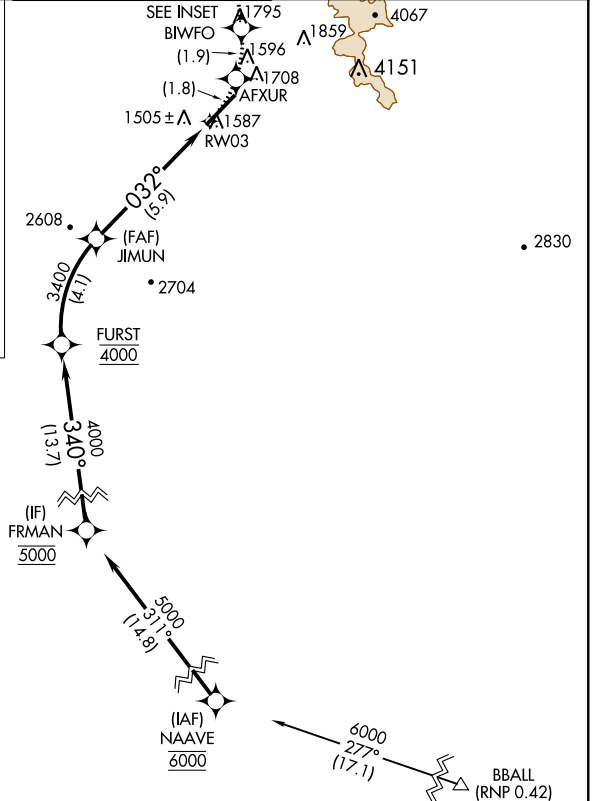 SEE INSET
BIWFO
1795
4067
(1.9)
1596
1859
4151
1708
(1.8)
AFXUR
1505 ±
1587
RW03
032°
(5.9)
2608
(FAF)
JIMUN
2830
3400
(4.1)
2704
FURST
4000
4000
340°
(13.7)
(IF)
FRMAN
5000
5000
311°
(14.8)
(IAF)
NAAVE
6000
6000
277°
(17.1)
BBALL
(RNP 0.42)